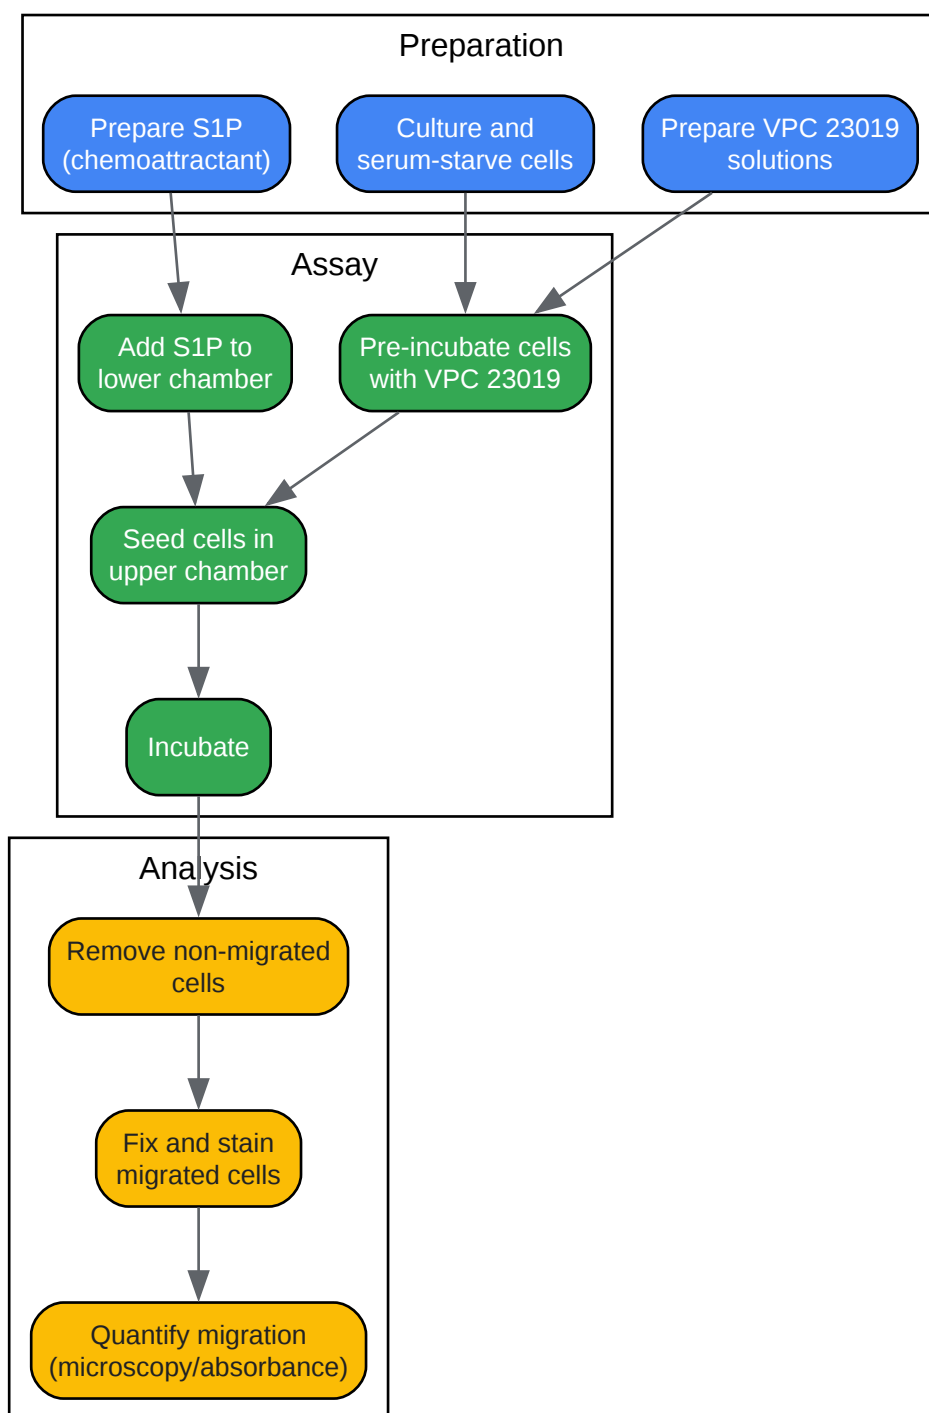 Preparation
Prepare S1P
(chemoattractant)
Culture and
serum-starve cells
Prepare VPC 23019
solutions
Assay
Add S1P to
lower chamber
Pre-incubate cells
with VPC 23019
Seed cells in
upper chamber
Incubate
Analysis
Remove non-migrated
cells
Fix and stain
migrated cells
Quantify migration
(microscopy/absorbance)